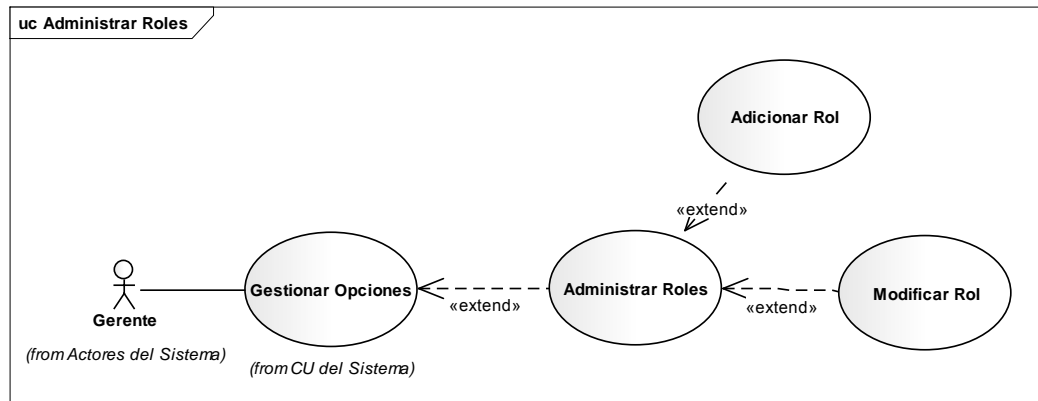 uc Administrar Roles
Adicionar Rol
«extend»
Gestionar Opciones
Administrar Roles
Modificar Rol
«extend»
«extend»
Gerente
(from Actores del Sistema)
(from CU del Sistema)